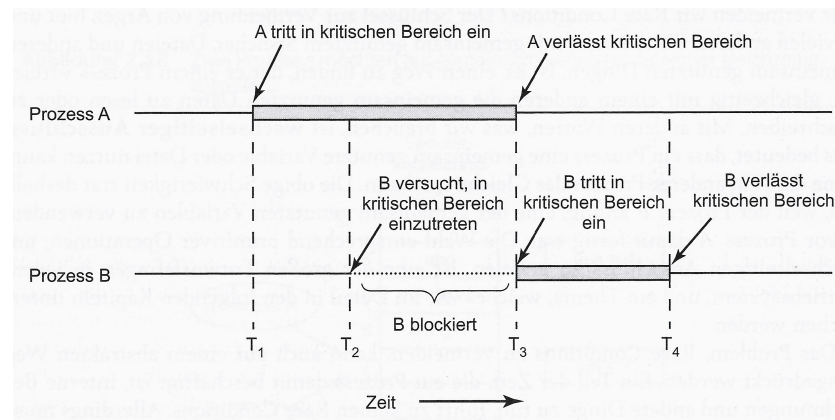 A tritt in kritischen Bereich ein
A verlässt kritischen Bereich
Prozess A
B versucht, in
kritischen Bereich
einzutreten
B tritt in
kritischen Bereich
ein
B verlässt
kritischen Bereich
Prozess B
B blockiert
T1
T2
T3
T4
Zeit